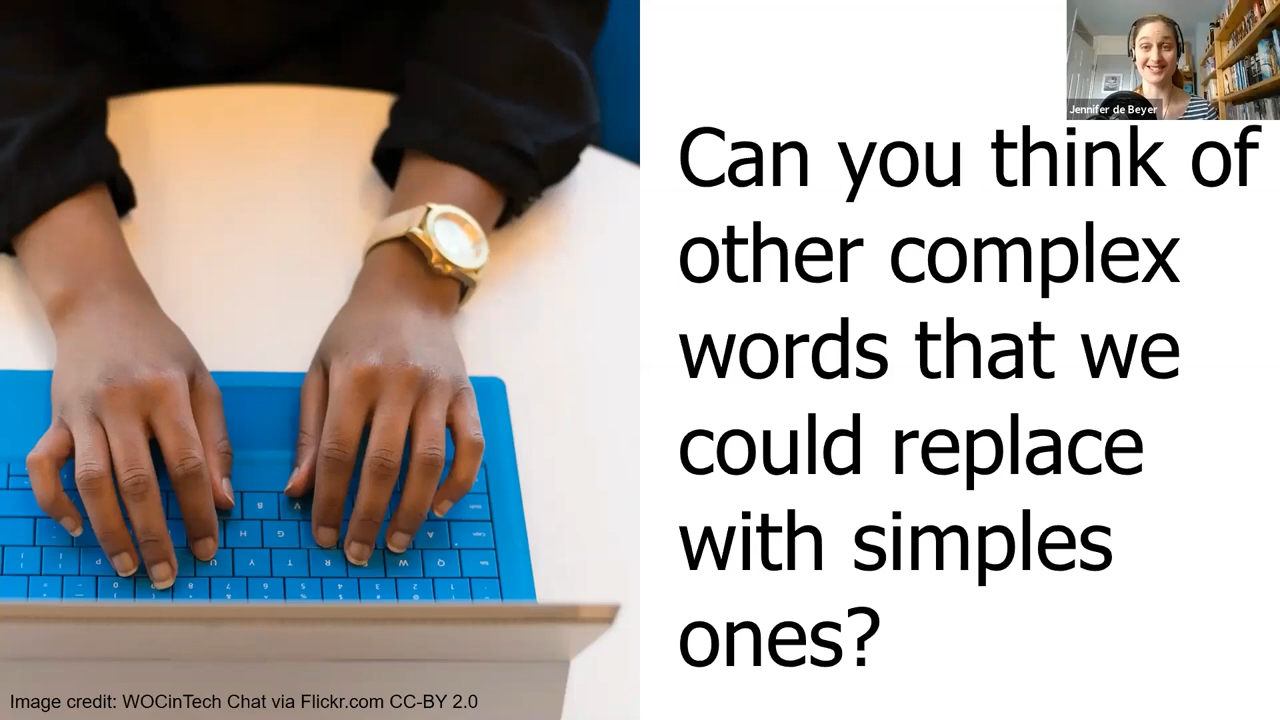 Jennifer de Beyer
Can you think of
other complex
words that we
could replace
with simples
ones?
Image credit: WOCinTech Chat via Flickr.com CC-BY 2.0